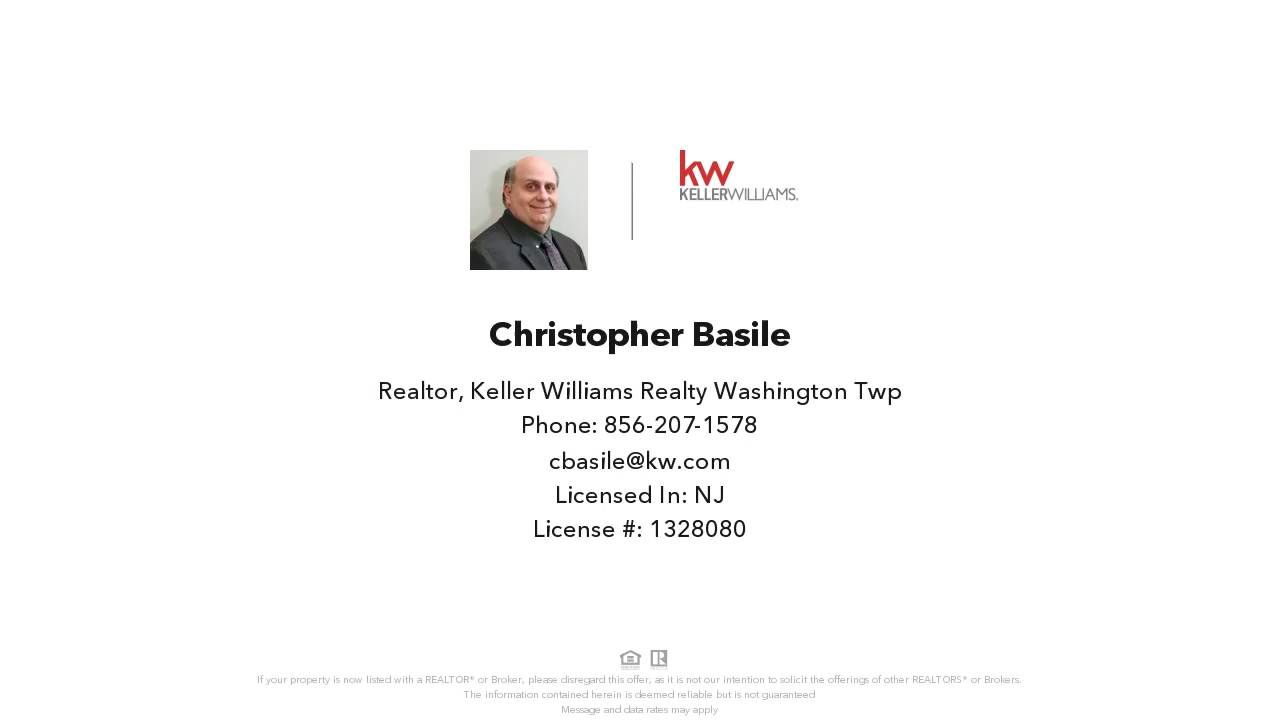 kw
KELLERWILLIAMS.
Christopher Basile
Realtor, Keller Williams Realty Washington Twp
Phone: 856-207-1578
cbasile@kw.com
Licensed In: NJ
License #: 1328080
If your property is now listed with a REALTOR® or Broker, please disregard this offer, as it is not our intention to solicit the offerings of other REALTORS® or Brokers.
The information contained herein is deemed reliable but is not guaranteed
Message and data rates may apply